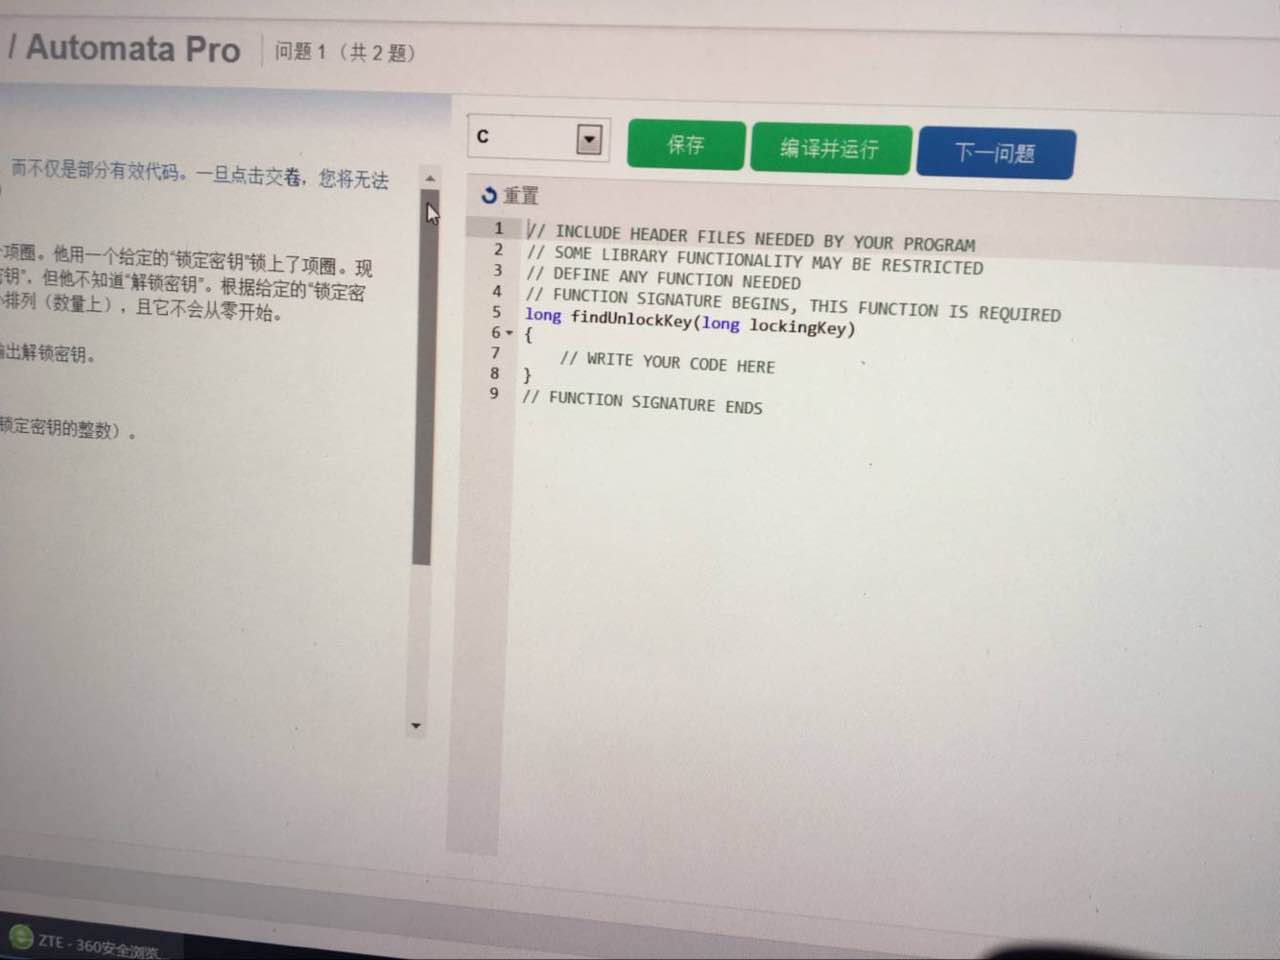 / Automata Pro
问题 1（共 2 题）
C
保存
编译并运行
下一问题
而不仅是部分有效代码。一旦点击交卷，您将无法
项圈。他用一个给定的“锁定密钥”锁上了项圈。现
钥”，但他不知道“解锁密钥”。根据给定的“锁定密
排列（数量上），且它不会从零开始。
出解锁密钥。
锁定密钥的整数）。
重置
1 // INCLUDE HEADER FILES NEEDED BY YOUR PROGRAM
2 // SOME LIBRARY FUNCTIONALITY MAY BE RESTRICTED
3 // DEFINE ANY FUNCTION NEEDED
4 // FUNCTION SIGNATURE BEGINS, THIS FUNCTION IS REQUIRED
5 long findUnlockKey(long lockingKey)
6 {
7 // WRITE YOUR CODE HERE
8 }
9 // FUNCTION SIGNATURE ENDS
ZTE - 360安全浏览...